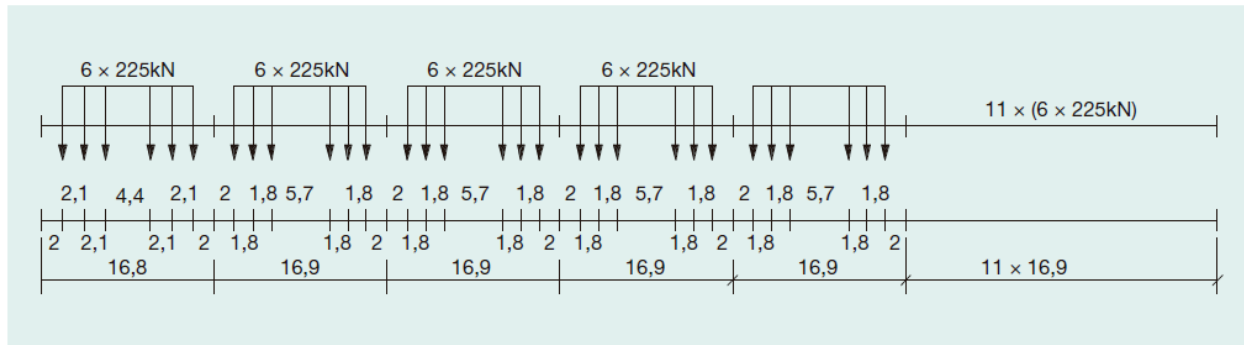 6 × 225kN 6 × 225kN 6 × 225kN 6 × 225kN
11 × (6 × 225kN)
2,1 4,4 2,1 2 1,8 5,7 1,8 2 1,8 5,7 1,8 2 1,8 5,7 1,8 2 1,8 5,7 1,8
2 2,1 2,1 2 1,8 1,8 2 1,8 1,8 2 1,8 1,8 2 1,8 1,8 2
16,8 16,9 16,9 16,9 16,9 11 × 16,9